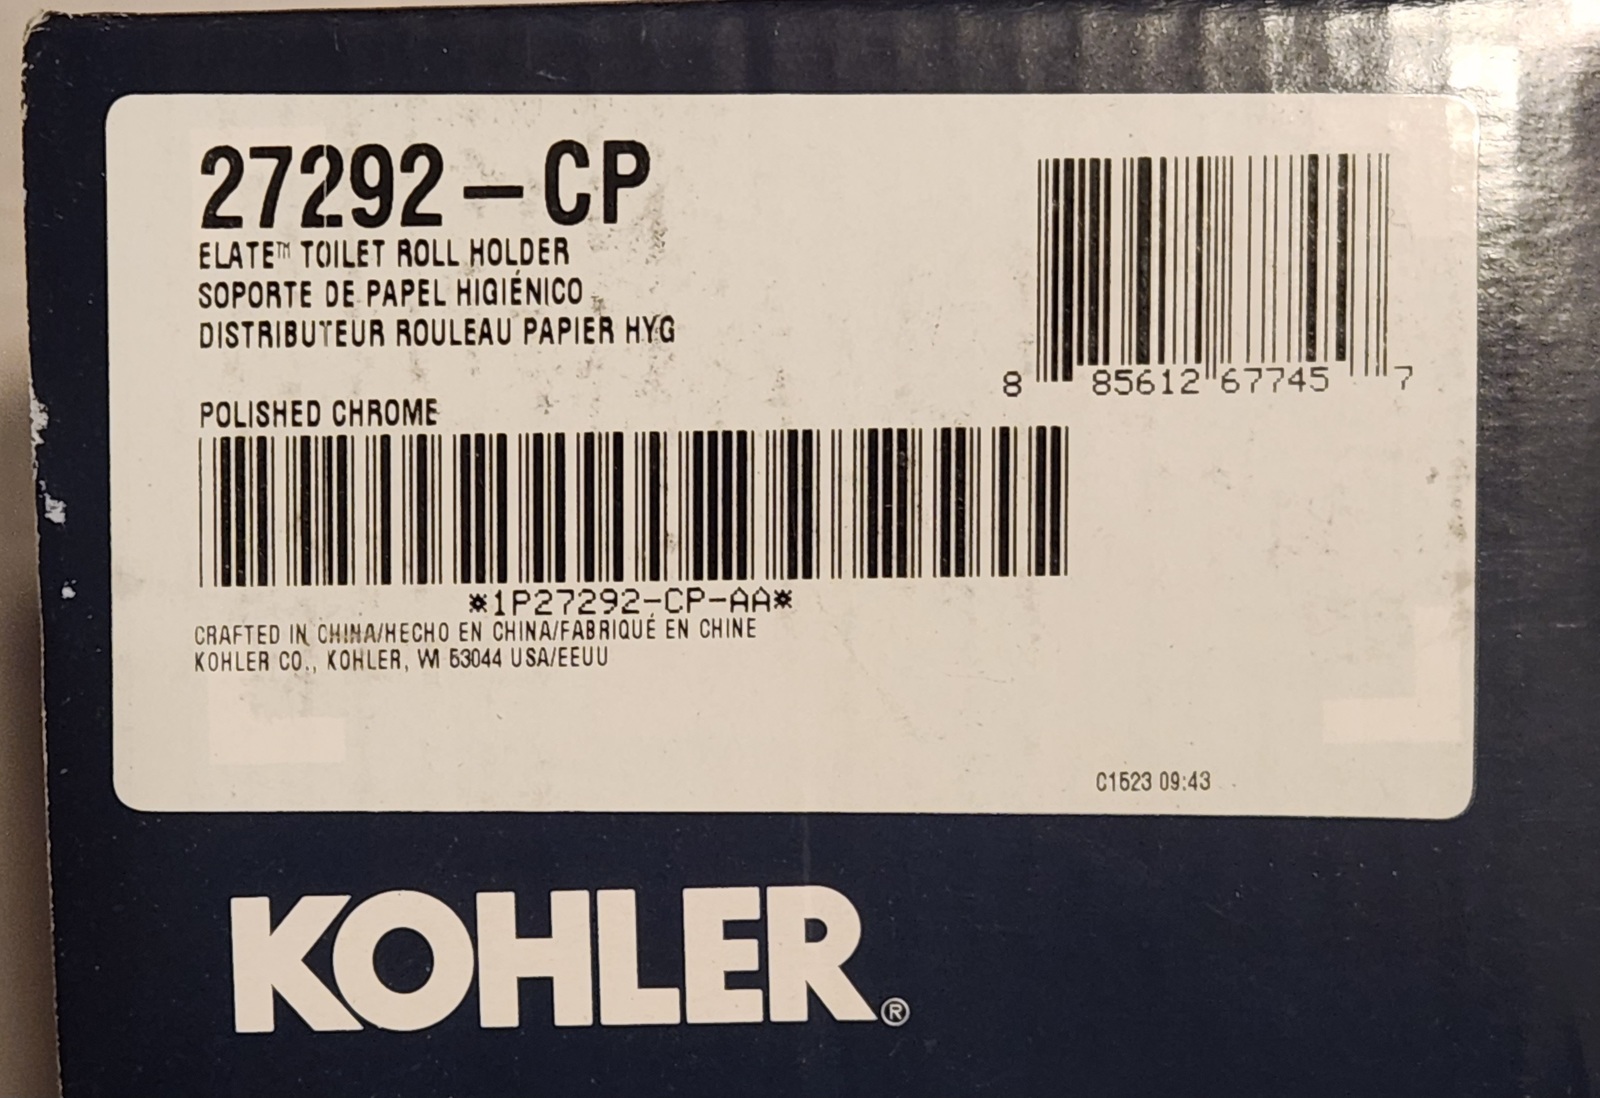 27292-CP
ELATE™ TOILET ROLL HOLDER
SOPORTE DE PAPEL HIGIÉNICO
DISTRIBUTEUR ROULEAU PAPIER HYG
8 85612 67745 7
POLISHED CHROME
*1P27292-CP-AA*
CRAFTED IN CHINA/HECHO EN CHINA/FABRIQUÉ EN CHINE
KOHLER CO., KOHLER, WI 53044 USA/EEUU
C1523 09:43
KOHLER®